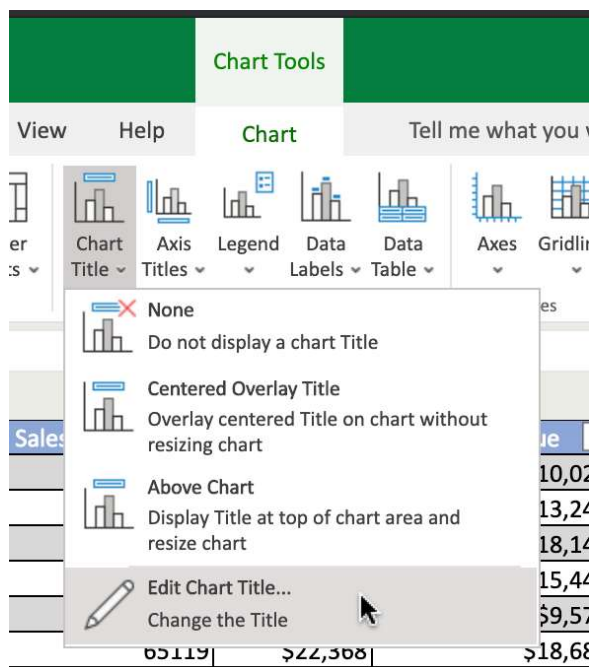 Chart Tools
View Help Chart Tell me what you
Chart Axis Legend Data Data Axes
Title Titles Labels Table
None
Do not display a chart Title
Centered Overlay Title
Overlay centered Title on chart without
resizing chart
Sales
Above Chart
Display Title at top of chart area and
resize chart
Edit Chart Title...
Change the Title
65119 $22,368 $18,68